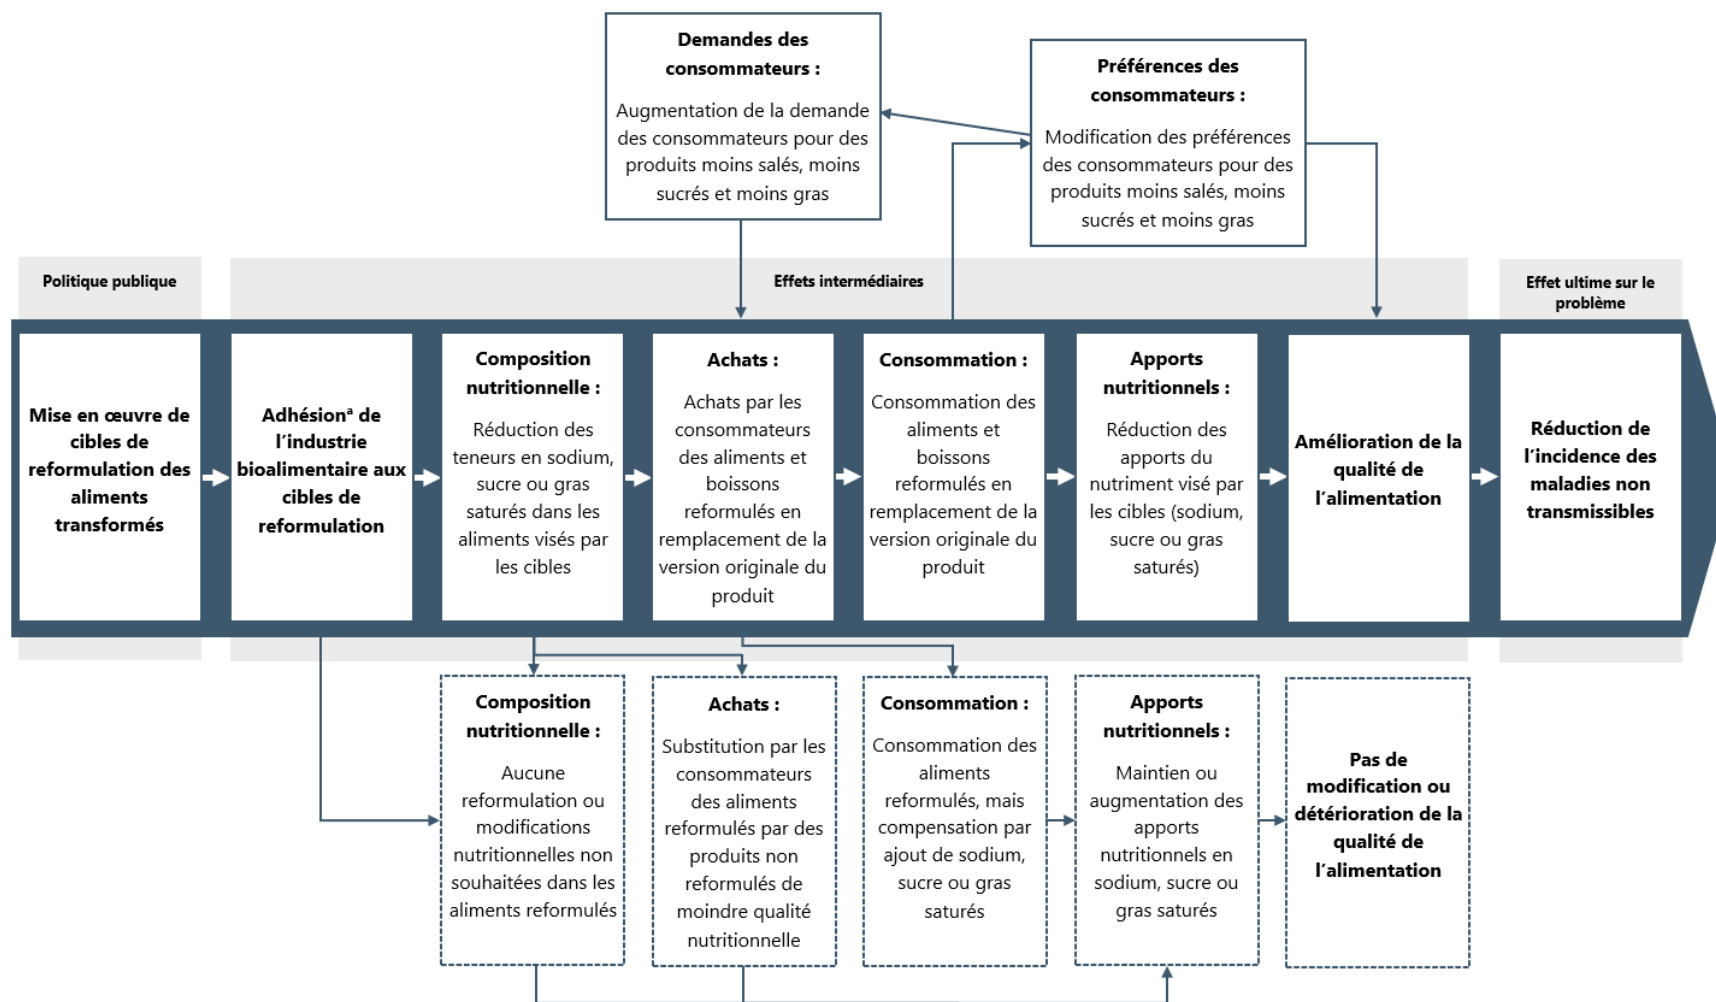 Demandes des
consommateurs :
Augmentation de la demande
des consommateurs pour des
produits moins salés, moins
sucrés et moins gras
Préférences des
consommateurs :
Modification des préférences
des consommateurs pour des
produits moins salés, moins
sucrés et moins gras
Politique publique
Effets intermédiaires
Effet ultime sur le
problème
Mise en œuvre de
cibles de
reformulation des
aliments
transformés
Adhésionª de
l’industrie
bioalimentaire aux
cibles de
reformulation
Composition
nutritionnelle :
Réduction des
teneurs en sodium,
sucre ou gras
saturés dans les
aliments visés par
les cibles
Achats :
Achats par les
consommateurs
des aliments et
boissons
reformulés en
remplacement de la
version originale du
produit
Consommation :
Consommation des
aliments et
boissons
reformulés en
remplacement de la
version originale du
produit
Apports
nutritionnels :
Réduction des
apports du
nutriment visé par
les cibles (sodium,
sucre ou gras
saturés)
Amélioration de la
qualité de
l’alimentation
Réduction de
l’incidence des
maladies non
transmissibles
Composition
nutritionnelle :
Aucune
reformulation ou
modifications
nutritionnelles non
souhaitées dans les
aliments reformulés
Achats :
Substitution par les
consommateurs
des aliments
reformulés par des
produits non
reformulés de
moindre qualité
nutritionnelle
Consommation :
Consommation des
aliments
reformulés, mais
compensation par
ajout de sodium,
sucre ou gras
saturés
Apports
nutritionnels :
Maintien ou
augmentation des
apports
nutritionnels en
sodium, sucre ou
gras saturés
Pas de
modification ou
détérioration de la
qualité de
l’alimentation